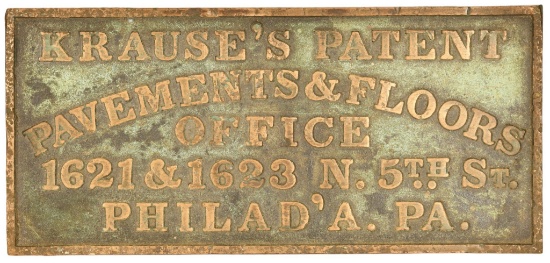 KRAUSE'S PATENT
PAVEMENTS & FLOORS
OFFICE
1621 & 1623 N. 5TH ST.
PHILAD'A. PA.